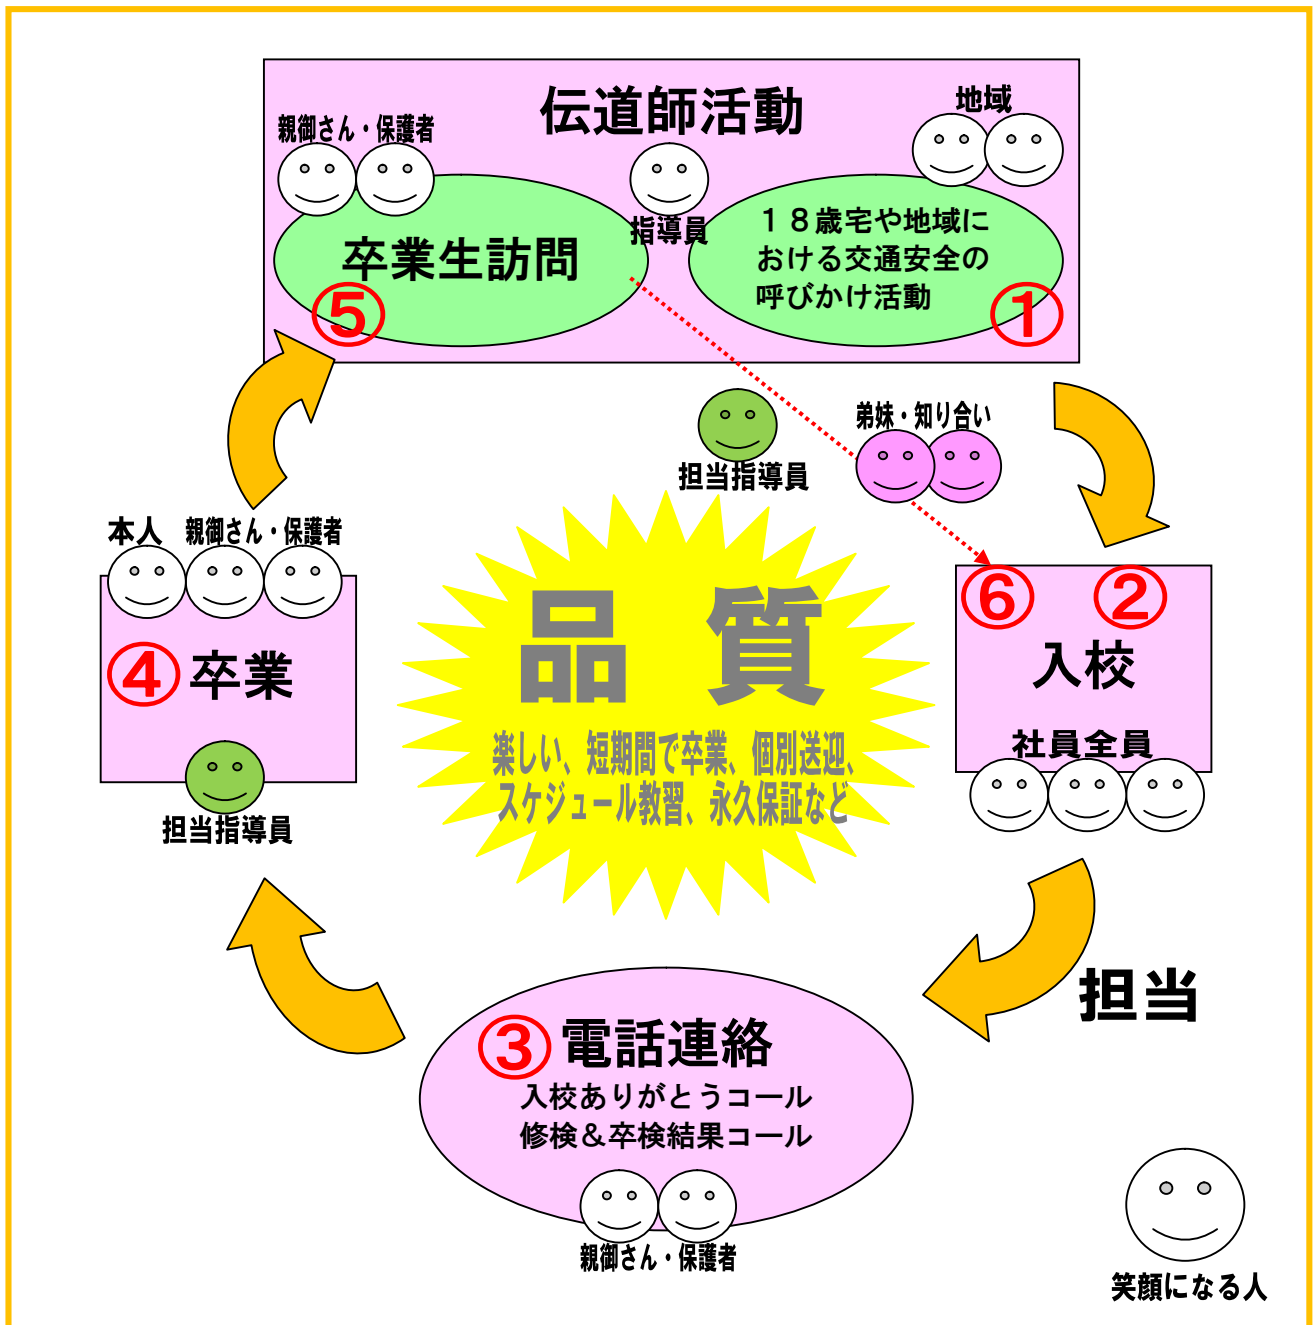 伝道師活動
地域
親御さん・保護者
指導員
卒業生訪問
⑤
１８歳宅や地域に
おける交通安全の
呼びかけ活動
①
担当指導員
弟妹・知り合い
本人
親御さん・保護者
④
卒業
担当指導員
品質
楽しい、短期間で卒業、個別送迎、
スケジュール教習、永久保証など
⑥
②
入校
社員全員
担当
③
電話連絡
入校ありがとうコール
修検＆卒検結果コール
親御さん・保護者
笑顔になる人